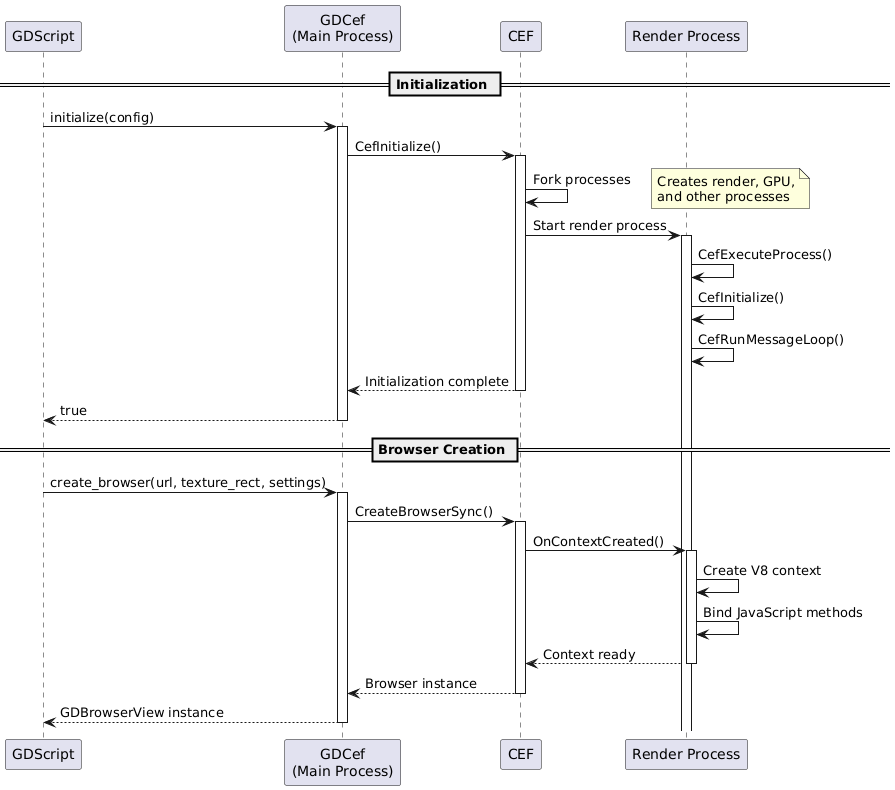 GDScript
GDCef
(Main Process)
CEF
Render Process
Initialization
initialize(config)
CefInitialize()
Fork processes
Creates render, GPU,
and other processes
Start render process
CefExecuteProcess()
CefInitialize()
CefRunMessageLoop()
Initialization complete
true
Browser Creation
create_browser(url, texture_rect, settings)
CreateBrowserSync()
OnContextCreated()
Create V8 context
Bind JavaScript methods
Context ready
Browser instance
GDBrowserView instance
GDScript
GDCef
(Main Process)
CEF
Render Process